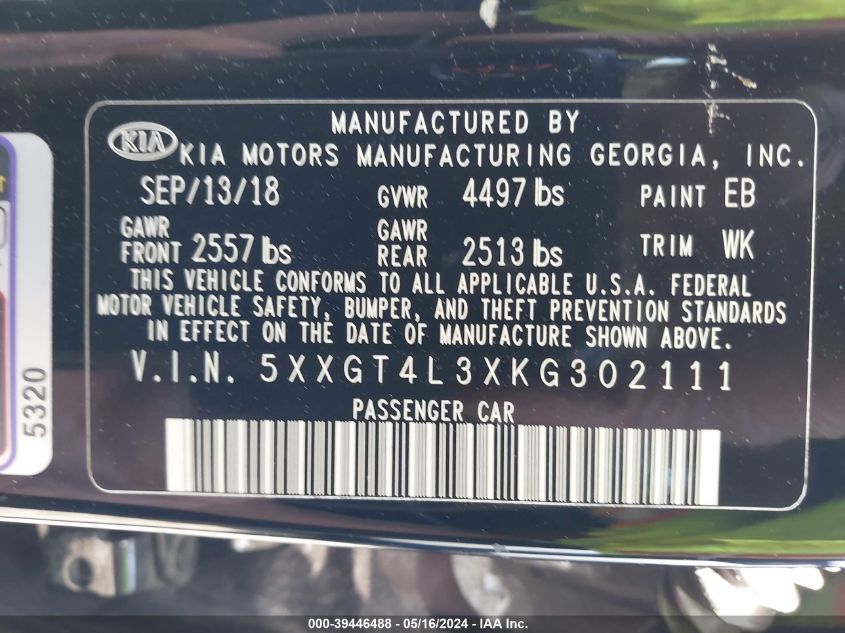 MANUFACTURED BY
KIA KIA MOTORS MANUFACTURING GEORGIA, INC.
SEP/13/18 GVWR 4497 lbs PAINT EB
GAWR FRONT 2557 lbs GAWR REAR 2513 lbs TRIM WK
THIS VEHICLE CONFORMS TO ALL APPLICABLE U.S.A. FEDERAL
MOTOR VEHICLE SAFETY, BUMPER, AND THEFT PREVENTION STANDARDS
IN EFFECT ON THE DATE OF MANUFACTURE SHOWN ABOVE.
V.I.N. 5XXGT4L3XKG302111
PASSENGER CAR
5320
000-39446488 - 05/16/2024 - IAA Inc.